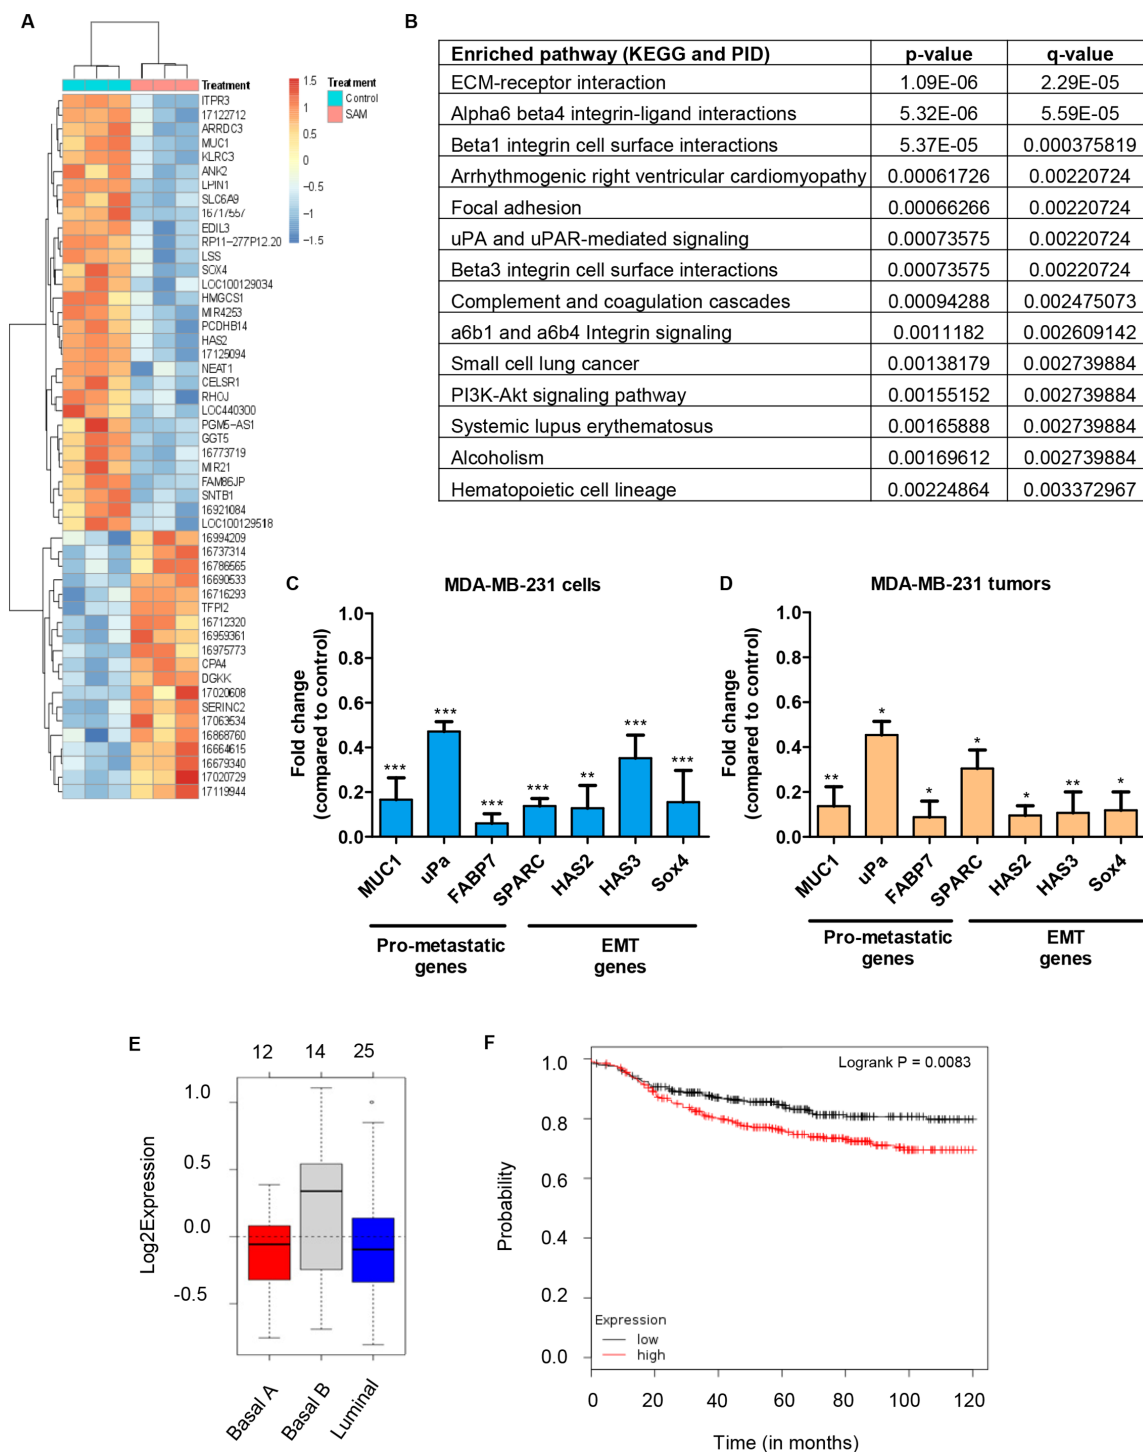 A
Treatment
1.5
1
0.5
0
−0.5
−1
−1.5
Treatment
Control
SAM
ITPR3
17122712
ARRDC3
MUC1
KLRC3
ANK2
LPIN1
SLC6A9
16717557
EDIL3
RP11−277P12.20
LSS
SOX4
LOC100129034
HMGCS1
MIR4253
PCDHB14
HAS2
17125094
NEAT1
CELSR1
RHOJ
LOC440300
PGM5−AS1
GGT5
16773719
MIR21
FAM86JP
SNTB1
16921084
LOC100129518
16994209
16737314
16786565
16690533
16716293
TFPI2
16712320
16959361
16975773
CPA4
DGKK
17020608
SERINC2
17063534
16868760
16664615
16679340
17020729
17119944
B
Enriched pathway (KEGG and PID) p-value q-value
ECM-receptor interaction 1.09E-06 2.29E-05
Alpha6 beta4 integrin-ligand interactions 5.32E-06 5.59E-05
Beta1 integrin cell surface interactions 5.37E-05 0.000375819
Arrhythmogenic right ventricular cardiomyopathy 0.00061726 0.00220724
Focal adhesion 0.00066266 0.00220724
uPA and uPAR-mediated signaling 0.00073575 0.00220724
Beta3 integrin cell surface interactions 0.00073575 0.00220724
Complement and coagulation cascades 0.00094288 0.002475073
a6b1 and a6b4 Integrin signaling 0.0011182 0.002609142
Small cell lung cancer 0.00138179 0.002739884
PI3K-Akt signaling pathway 0.00155152 0.002739884
Systemic lupus erythematosus 0.00165888 0.002739884
Alcoholism 0.00169612 0.002739884
Hematopoietic cell lineage 0.00224864 0.003372967
C
MDA-MB-231 cells
Fold change
(compared to control)
1.0
0.8
0.6
0.4
0.2
0.0
*** *** *** *** ** *** ***
MUC1 uPa FABP7 SPARC HAS2 HAS3 Sox4
Pro-metastatic
genes
EMT
genes
D
MDA-MB-231 tumors
Fold change
(compared to control)
1.0
0.8
0.6
0.4
0.2
0.0
** * * * * ** *
MUC1 uPa FABP7 SPARC HAS2 HAS3 Sox4
Pro-metastatic
genes
EMT
genes
E
12 14 25
Log2Expression
1.0
0.5
0.0
-0.5
Basal A Basal B Luminal
F
Logrank P = 0.0083
Probability
1.0
0.8
0.6
0.4
0.2
0.0
Expression
low
high
0 20 40 60 80 100 120
Time (in months)